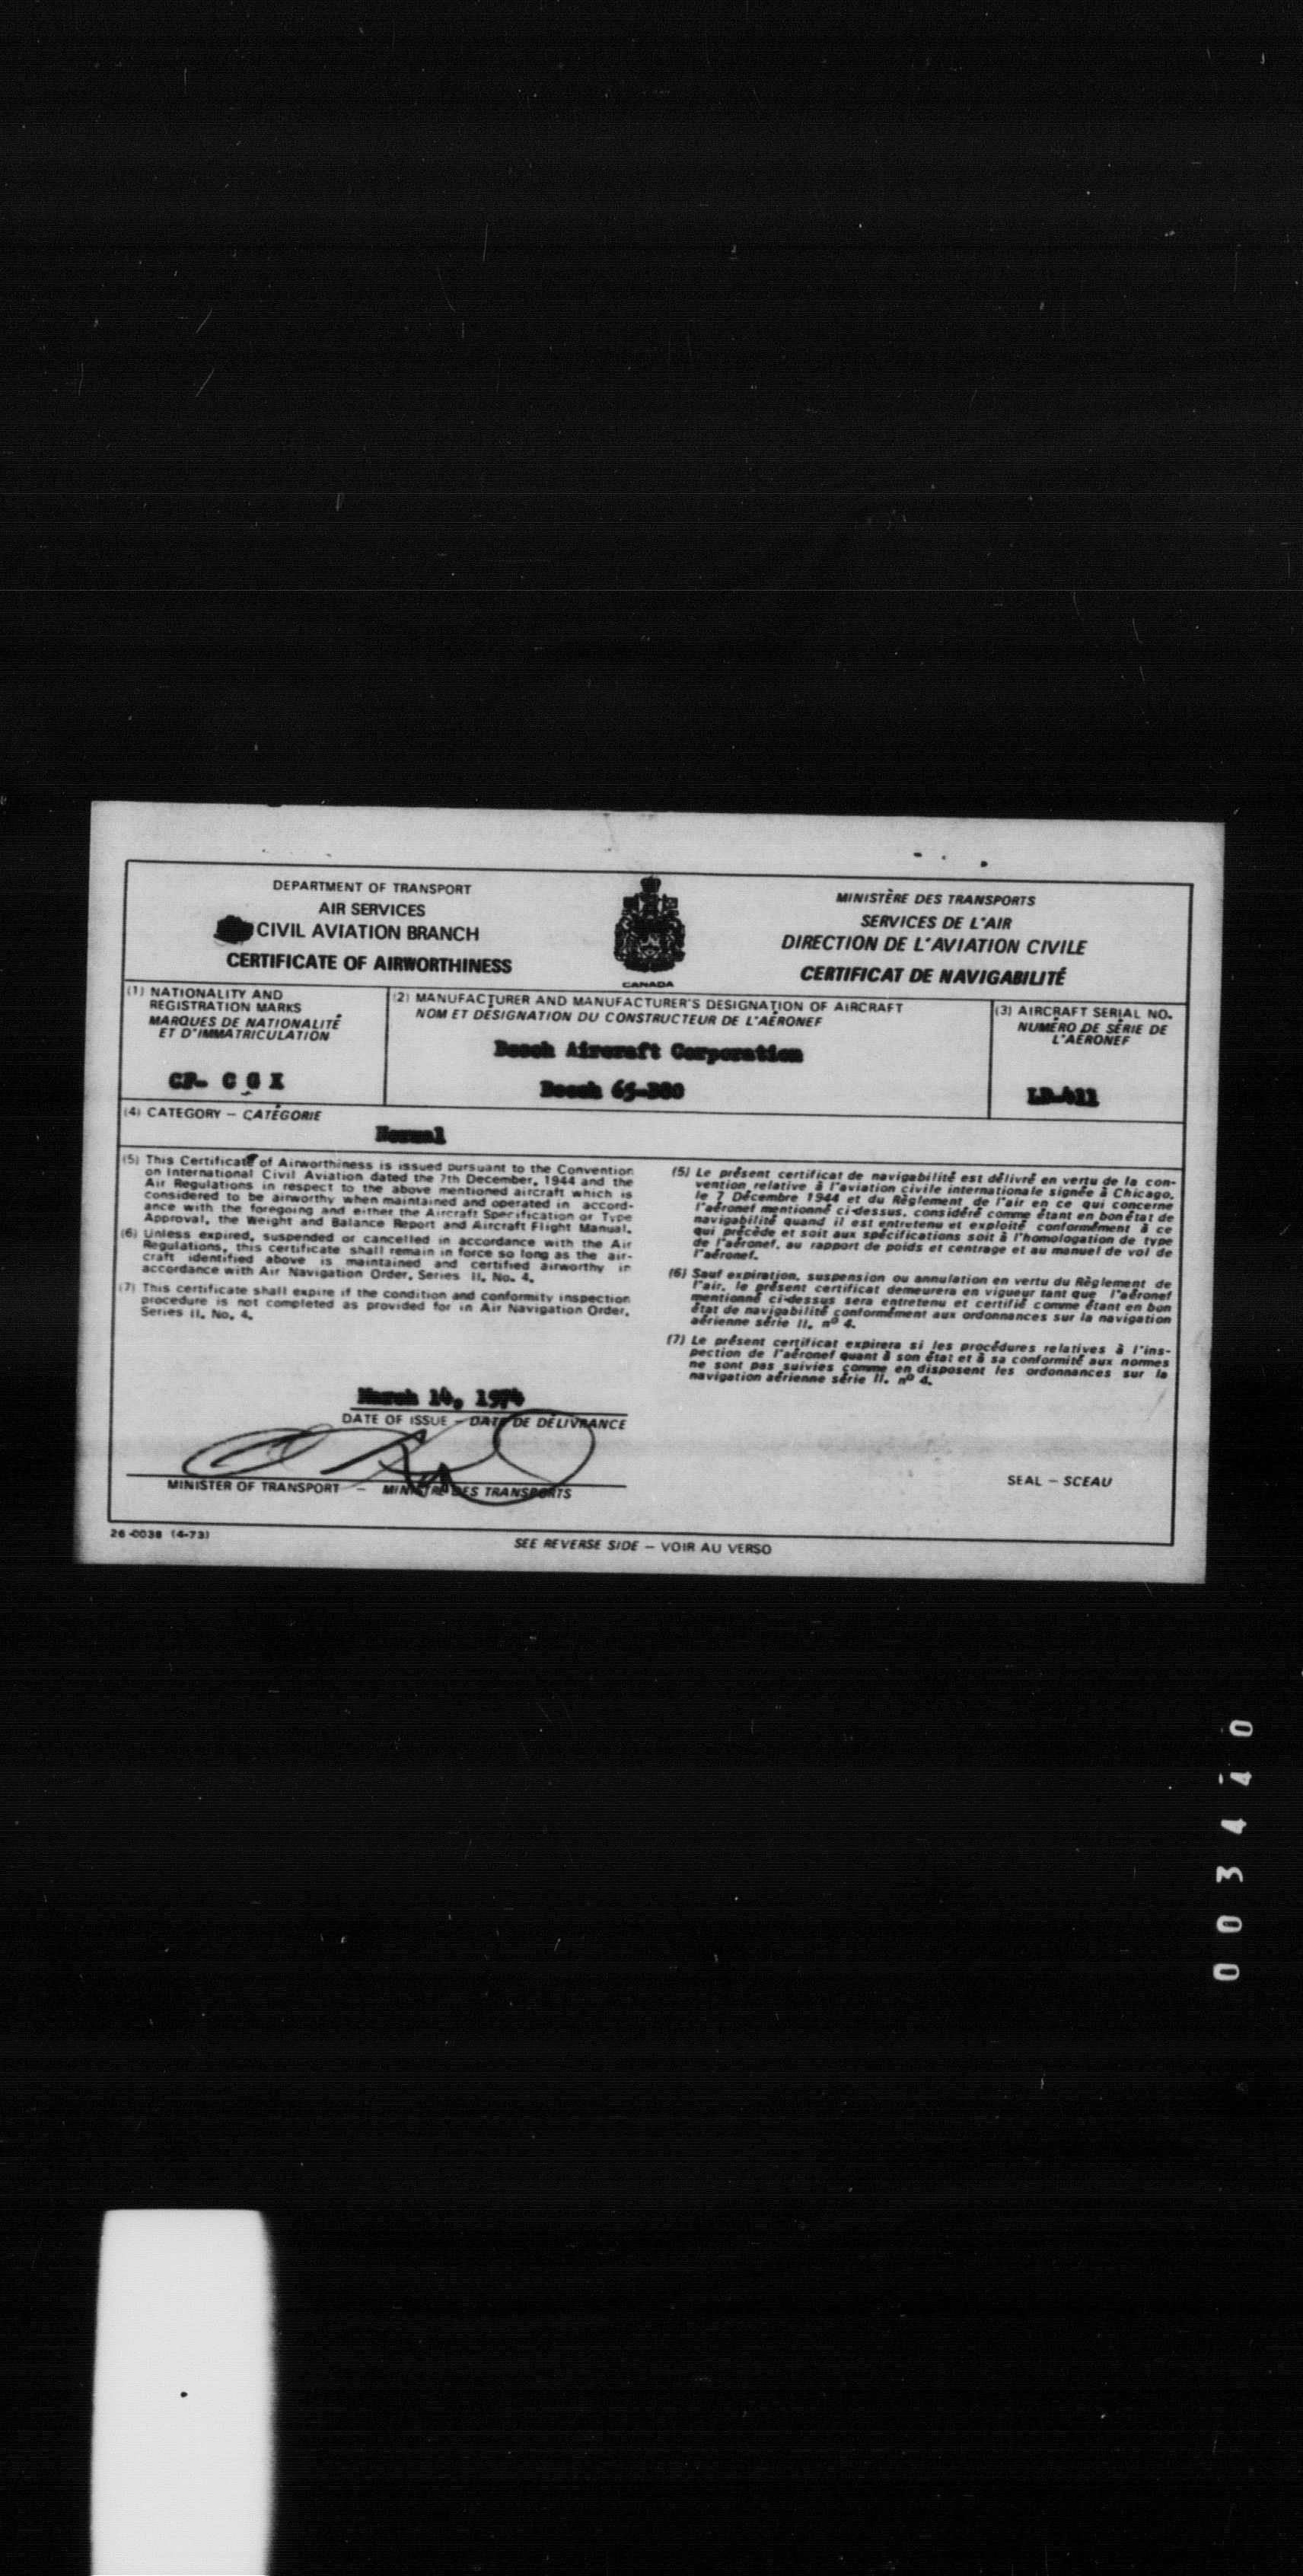 DEPARTMENT OF TRANSPORT
AIR SERVICES
CIVIL AVIATION BRANCH
CERTIFICATE OF AIRWORTHINESS
CANADA
MINISTÈRE DES TRANSPORTS
SERVICES DE L'AIR
DIRECTION DE L'AVIATION CIVILE
CERTIFICAT DE NAVIGABILITÉ
(1) NATIONALITY AND
REGISTRATION MARKS
MARQUES DE NATIONALITÉ
ET D'IMMATRICULATION
CF- C G X
(2) MANUFACTURER AND MANUFACTURER'S DESIGNATION OF AIRCRAFT
NOM ET DÉSIGNATION DU CONSTRUCTEUR DE L'AÉRONEF
Beech Aircraft Corporation
Beech 65-B80
(3) AIRCRAFT SERIAL NO.
NUMÉRO DE SÉRIE DE
L'AÉRONEF
LD-411
(4) CATEGORY – CATÉGORIE
Normal
(5) This Certificate of Airworthiness is issued pursuant to the Convention
on International Civil Aviation dated the 7th December, 1944 and the
Air Regulations in respect to the above mentioned aircraft which is
considered to be airworthy when maintained and operated in accord-
ance with the foregoing and either the Aircraft Specification or Type
Approval, the Weight and Balance Report and Aircraft Flight Manual.
(6) Unless expired, suspended or cancelled in accordance with the Air
Regulations, this certificate shall remain in force so long as the air-
craft identified above is maintained and certified airworthy in
accordance with Air Navigation Order, Series II, No. 4.
(7) This certificate shall expire if the condition and conformity inspection
procedure is not completed as provided for in Air Navigation Order,
Series II, No. 4.
(5) Le présent certificat de navigabilité est délivré en vertu de la con-
vention relative à l'aviation civile internationale signée à Chicago,
le 7 Décembre 1944 et du Règlement de l'air en ce qui concerne
l'aéronef mentionné ci-dessus, considéré comme étant en bon état de
navigabilité quand il est entretenu et exploité conformément à ce
qui précède et soit aux spécifications soit à l'homologation de type
de l'aéronef, au rapport de poids et centrage et au manuel de vol de
l'aéronef.
(6) Sauf expiration, suspension ou annulation en vertu du Règlement de
l'air, le présent certificat demeurera en vigueur tant que l'aéronef
mentionné ci-dessus sera entretenu et certifié comme étant en bon
état de navigabilité conformément aux ordonnances sur la navigation
aérienne série II, nº 4.
(7) Le présent certificat expirera si les procédures relatives à l'ins-
pection de l'aéronef quant à son état et à sa conformité aux normes
ne sont pas suivies comme en disposent les ordonnances sur la
navigation aérienne série II, nº 4.
March 14, 1974
DATE OF ISSUE – DATE DE DÉLIVRANCE
MINISTER OF TRANSPORT – MINISTRE DES TRANSPORTS
SEAL – SCEAU
26-0038 (4-73)
SEE REVERSE SIDE – VOIR AU VERSO
003440